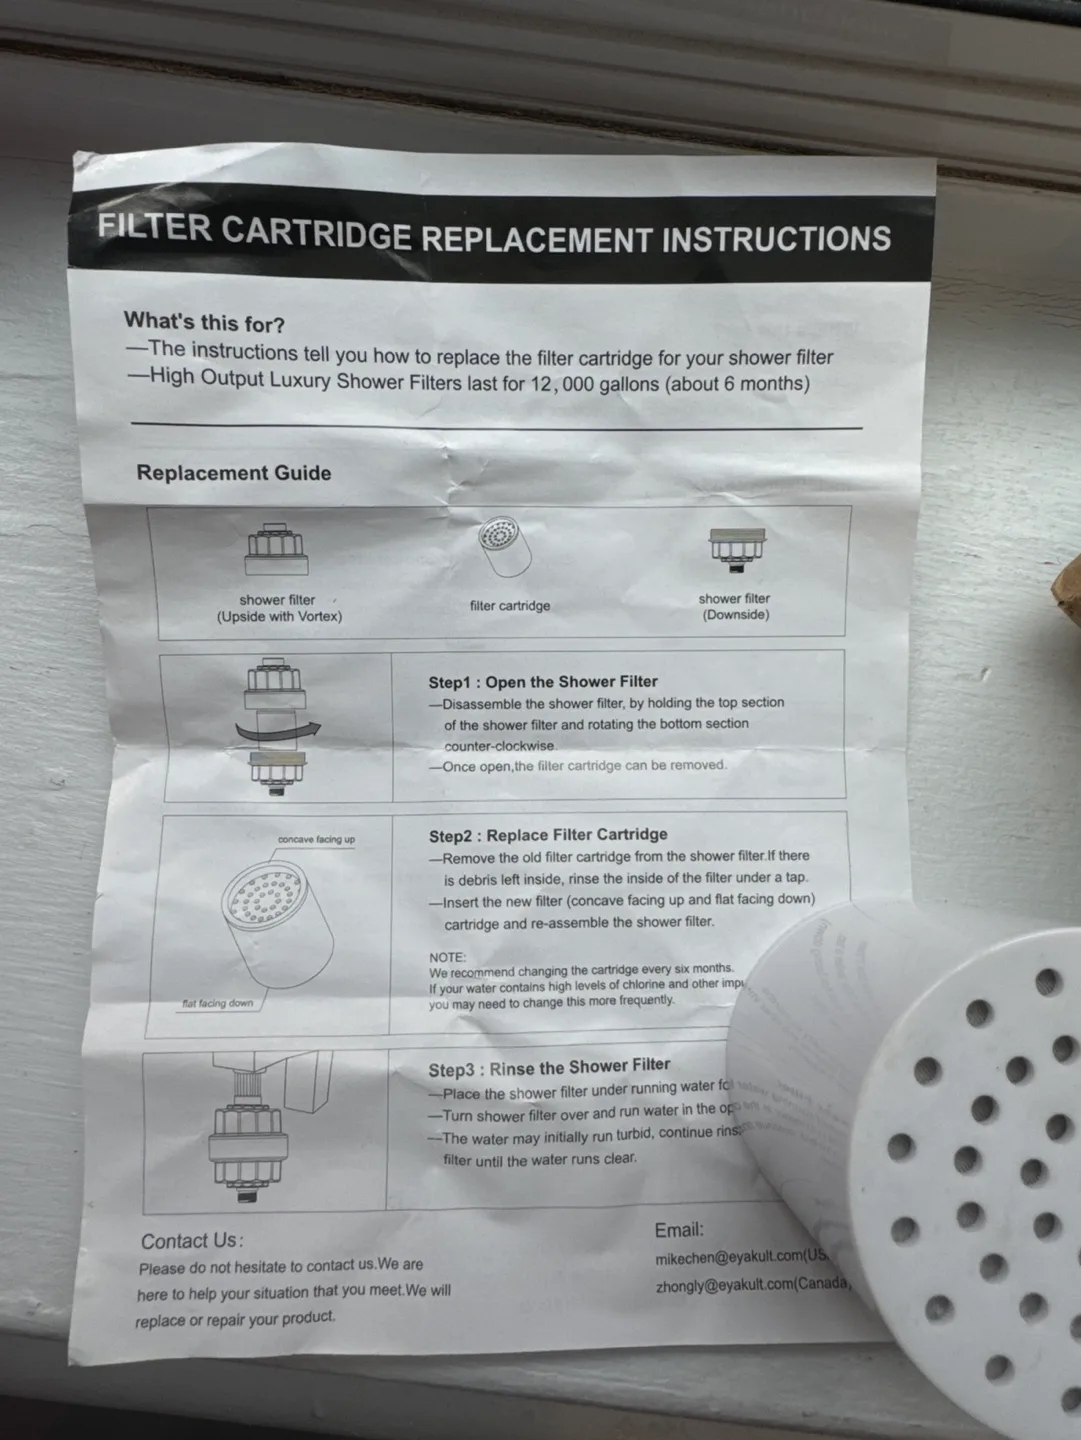 FILTER CARTRIDGE REPLACEMENT INSTRUCTIONS
What's this for?
—The instructions tell you how to replace the filter cartridge for your shower filter
—High Output Luxury Shower Filters last for 12,000 gallons (about 6 months)
Replacement Guide
shower filter
(Upside with Vortex)
filter cartridge
shower filter
(Downside)
Step1 : Open the Shower Filter
—Disassemble the shower filter, by holding the top section
of the shower filter and rotating the bottom section
counter-clockwise.
—Once open,the filter cartridge can be removed.
concave facing up
flat facing down
Step2 : Replace Filter Cartridge
—Remove the old filter cartridge from the shower filter.If there
is debris left inside, rinse the inside of the filter under a tap.
—Insert the new filter (concave facing up and flat facing down)
cartridge and re-assemble the shower filter.
NOTE:
We recommend changing the cartridge every six months.
If your water contains high levels of chlorine and other
you may need to change this more frequently.
Step3 : Rinse the Shower Filter
—Place the shower filter under running water
—Turn shower filter over and run water in the
—The water may initially run turbid, continue
filter until the water runs clear.
Contact Us:
Please do not hesitate to contact us.We are
here to help your situation that you meet.We will
replace or repair your product.
Email:
mikechen@eyakult.com(US
zhongly@eyakult.com(Canada